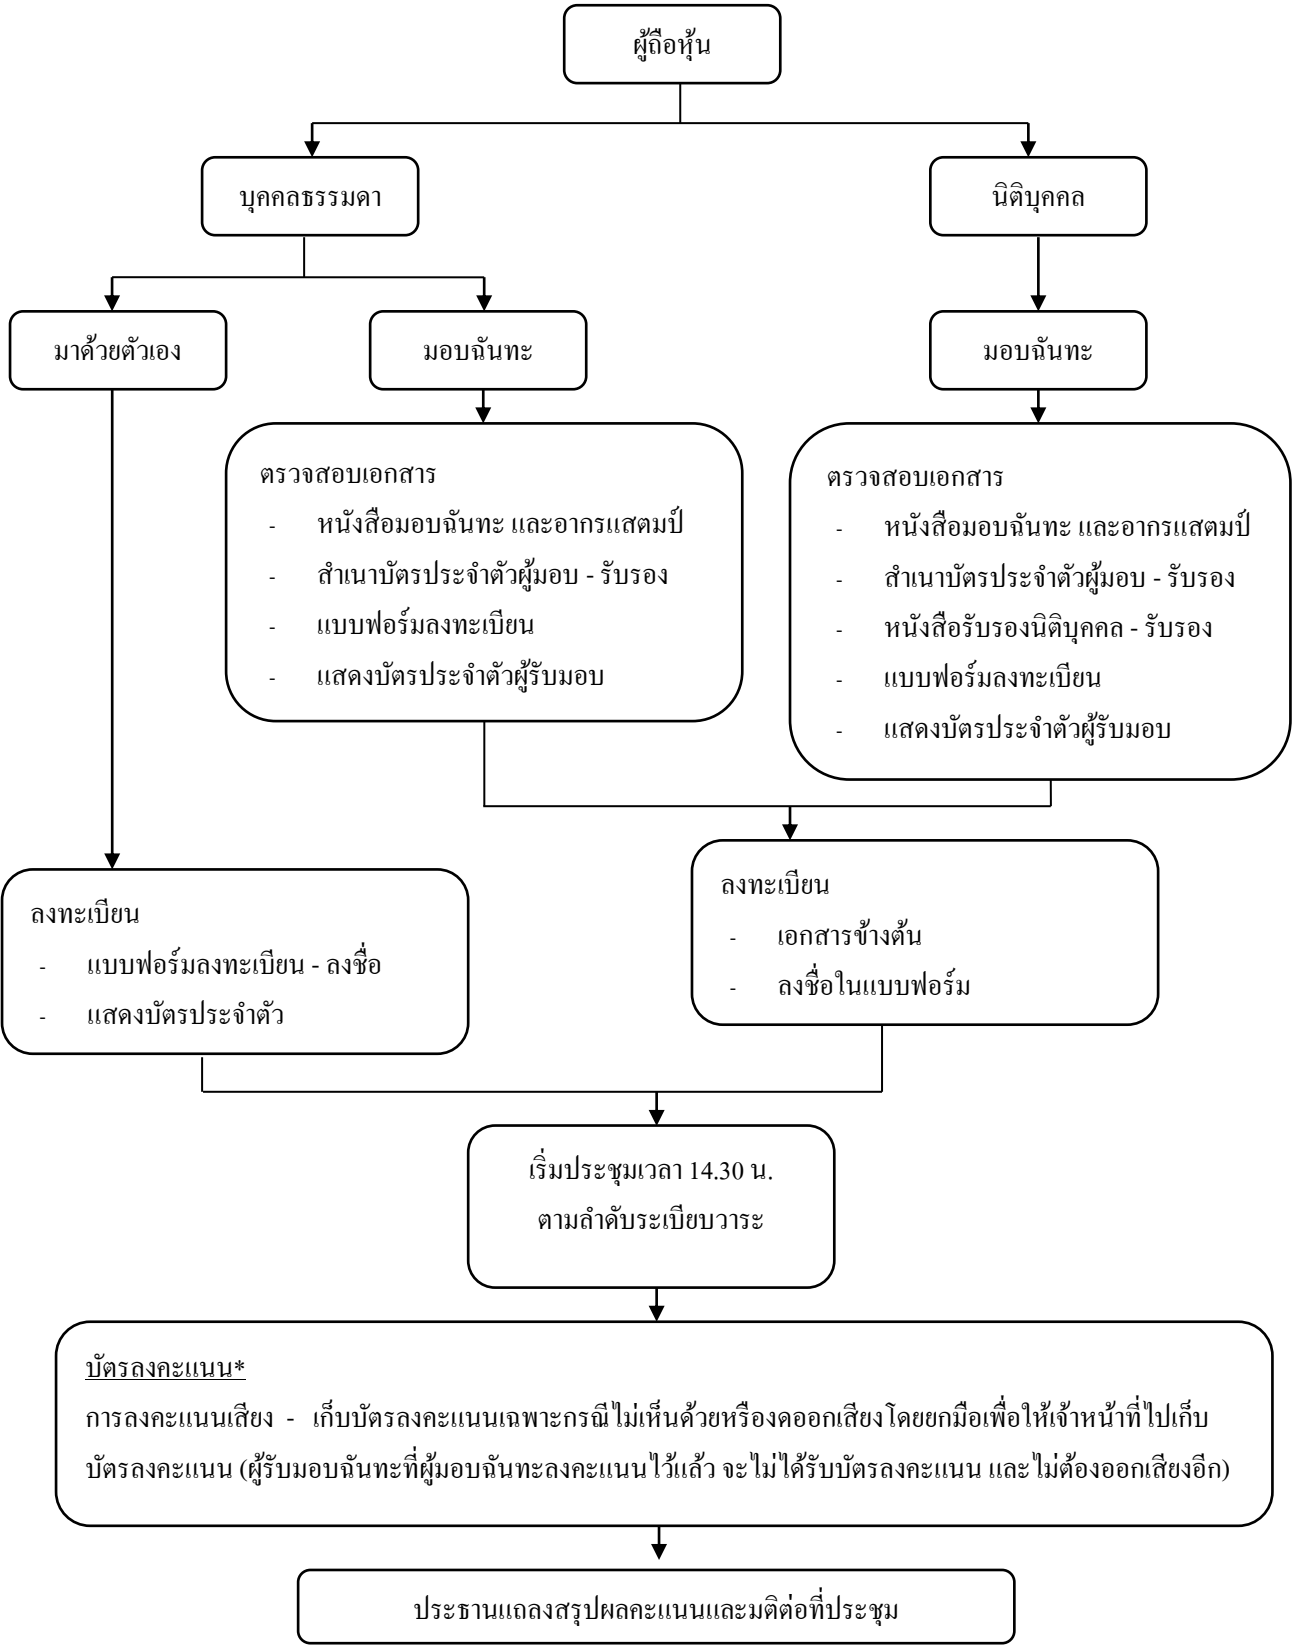 ผู้ถือหุ้น
บุคคลธรรมดา
นิติบุคคล
มาด้วยตัวเอง
มอบฉันทะ
มอบฉันทะ
ตรวจสอบเอกสาร
- หนังสือมอบฉันทะ และอากรแสตมป์
- สำเนาบัตรประจำตัวผู้มอบ - รับรอง
- แบบฟอร์มลงทะเบียน
- แสดงบัตรประจำตัวผู้รับมอบ
ตรวจสอบเอกสาร
- หนังสือมอบฉันทะ และอากรแสตมป์
- สำเนาบัตรประจำตัวผู้มอบ - รับรอง
- หนังสือรับรองนิติบุคคล - รับรอง
- แบบฟอร์มลงทะเบียน
- แสดงบัตรประจำตัวผู้รับมอบ
ลงทะเบียน
- แบบฟอร์มลงทะเบียน - ลงชื่อ
- แสดงบัตรประจำตัว
ลงทะเบียน
- เอกสารข้างต้น
- ลงชื่อในแบบฟอร์ม
เริ่มประชุมเวลา 14.30 น.
ตามลำดับระเบียบวาระ
บัตรลงคะแนน*
การลงคะแนนเสียง - เก็บบัตรลงคะแนนเฉพาะกรณีไม่เห็นด้วยหรืองดออกเสียงโดยยกมือเพื่อให้เจ้าหน้าที่ไปเก็บ
บัตรลงคะแนน (ผู้รับมอบฉันทะที่ผู้มอบฉันทะลงคะแนนไว้แล้ว จะไม่ได้รับบัตรลงคะแนน และไม่ต้องออกเสียงอีก)
ประธานแถลงสรุปผลคะแนนและมติต่อที่ประชุม